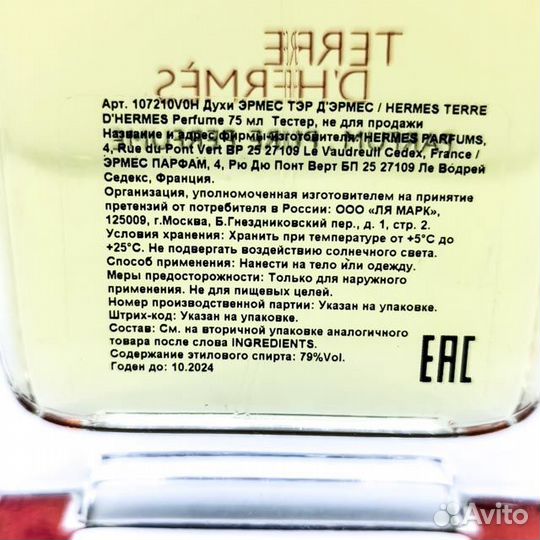 TERRE
D'HERMÈS
PARFUM PURE PERFUME
Арт. 107210V0H Духи ЭРМЕС ТЭР Д'ЭРМЕС / HERMES TERRE
D'HERMES Perfume 75 мл Тестер, не для продажи
Название и адрес фирмы-изготовителя: HERMES PARFUMS,
4, Rue du Pont Vert BP 25 27109 Le Vaudreuil Cedex, France /
ЭРМЕС ПАРФАМ, 4, Рю Дю Понт Верт БП 25 27109 Ле Водрей
Седекс, Франция.
Организация, уполномоченная изготовителем на принятие
претензий от потребителя в России: ООО «ЛЯ МАРК»,
125009, г.Москва, Б.Гнездниковский пер., д. 1, стр. 2.
Условия хранения: Хранить при температуре от +5°С до
+25°С. Не подвергать воздействию солнечного света.
Способ применения: Нанести на тело или одежду.
Меры предосторожности: Только для наружного
применения. Не для пищевых целей.
Номер производственной партии: Указан на упаковке.
Штрих-код: Указан на упаковке.
Состав: См. на вторичной упаковке аналогичного
товара после слова INGREDIENTS.
Содержание этилового спирта: 79%Vol.
Годен до: 10.2024
EAC
Avito